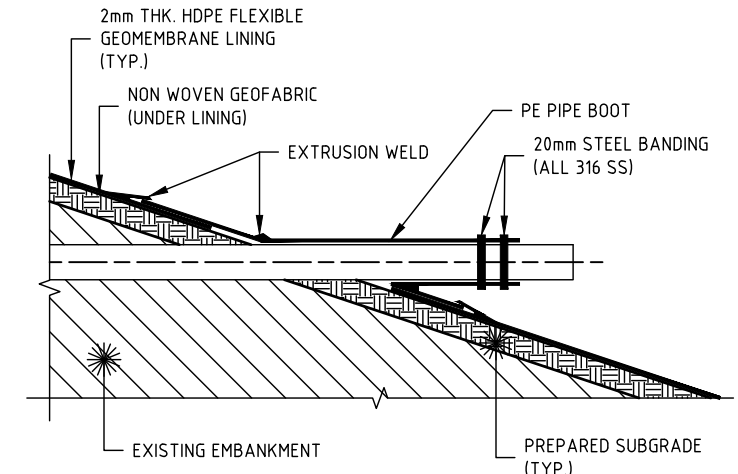 2mm THK. HDPE FLEXIBLE
GEOMEMBRANE LINING
(TYP.)
NON WOVEN GEOFABRIC
(UNDER LINING)
EXTRUSION WELD
PE PIPE BOOT
20mm STEEL BANDING
(ALL 316 SS)
EXISTING EMBANKMENT
PREPARED SUBGRADE
(TYP.)